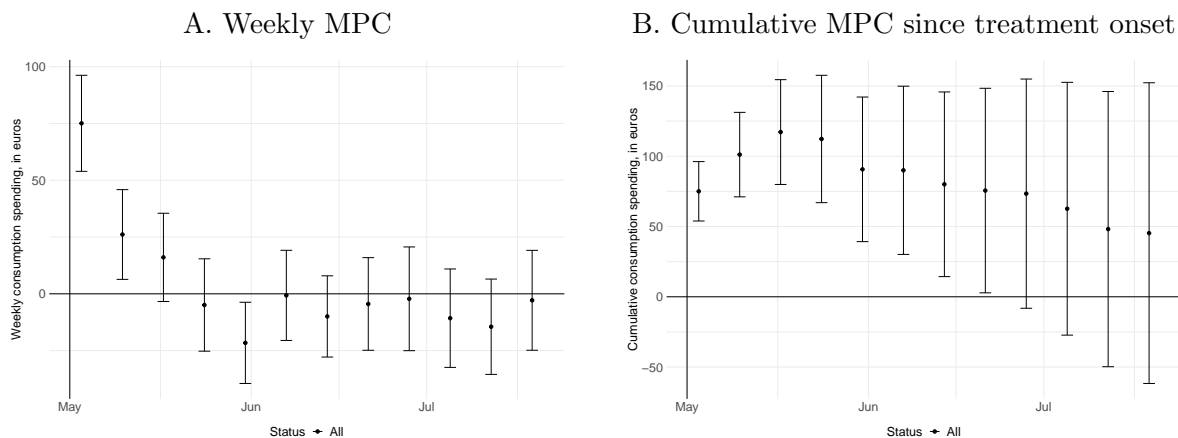 A. Weekly MPC
Weekly consumption spending, in euros
100
50
0
May
Jun
Jul
Status All
B. Cumulative MPC since treatment onset
Cumulative consumption spending, in euros
150
100
50
0
−50
May
Jun
Jul
Status All